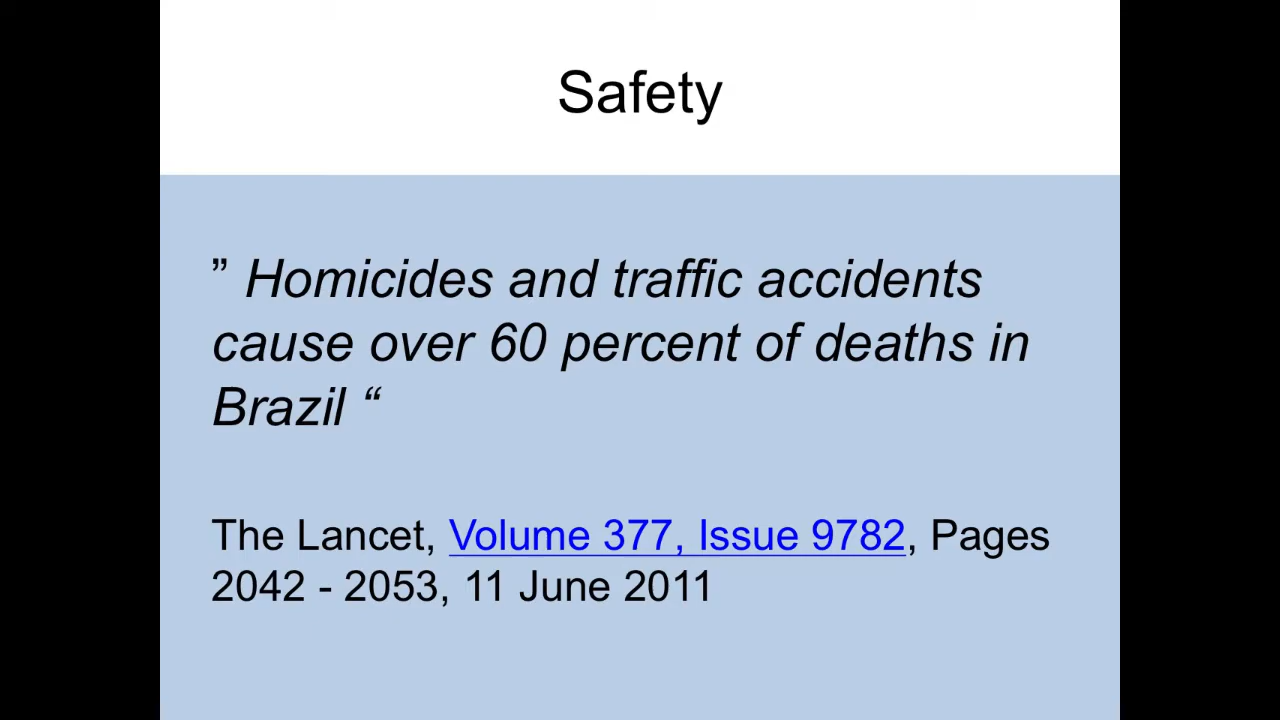 Safety
” Homicides and traffic accidents
cause over 60 percent of deaths in
Brazil “
The Lancet, Volume 377, Issue 9782, Pages
2042 - 2053, 11 June 2011